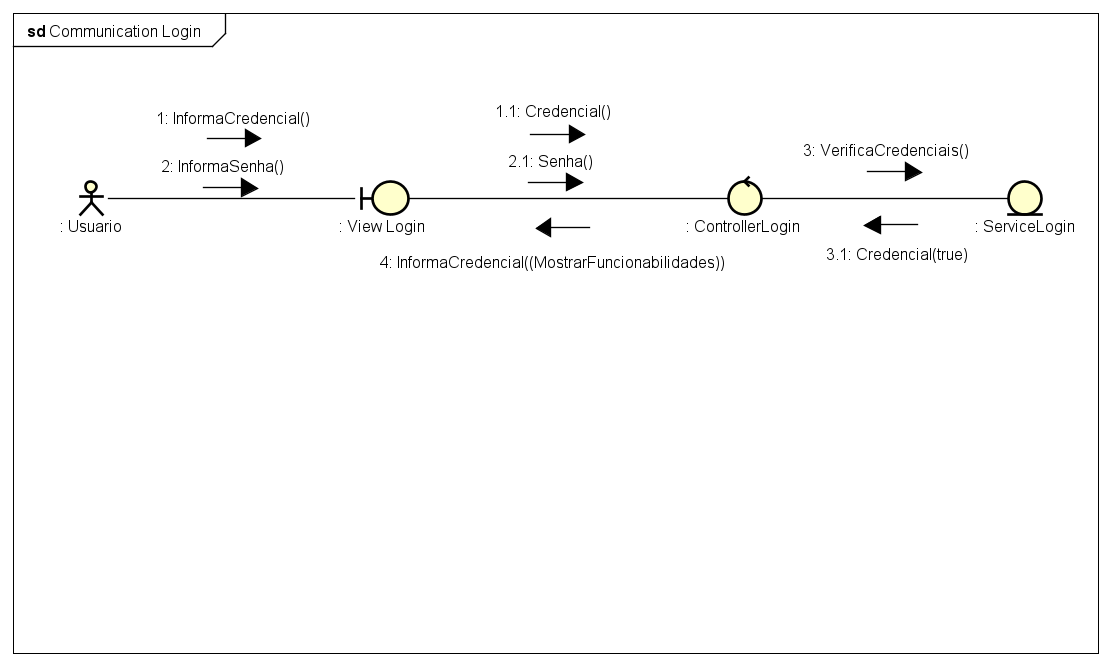 sd Communication Login
1: InformaCredencial()
1.1: Credencial()
2: InformaSenha()
2.1: Senha()
3: VerificaCredenciais()
: Usuario
: View Login
: ControllerLogin
: ServiceLogin
4: InformaCredencial((MostrarFuncionabilidades))
3.1: Credencial(true)